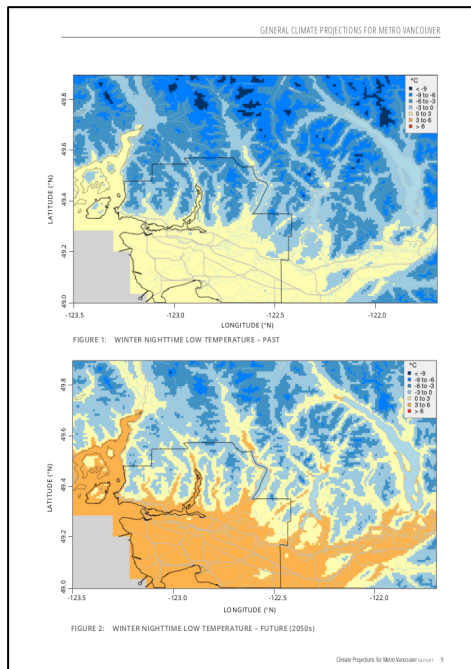 GENERAL CLIMATE PROJECTIONS FOR METRO VANCOUVER
°C
< -9
-9 to -6
-6 to -3
-3 to 0
0 to 3
3 to 6
> 6
LATITUDE (°N)
49.8
49.6
49.4
49.2
49.0
-123.5
-123.0
-122.5
-122.0
LONGITUDE (°N)
FIGURE 1: WINTER NIGHTTIME LOW TEMPERATURE – PAST
°C
< -9
-9 to -6
-6 to -3
-3 to 0
0 to 3
3 to 6
> 6
LATITUDE (°N)
49.8
49.6
49.4
49.2
49.0
-123.5
-123.0
-122.5
-122.0
LONGITUDE (°N)
FIGURE 2: WINTER NIGHTTIME LOW TEMPERATURE – FUTURE (2050s)
Climate Projections for Metro Vancouver REPORT 9